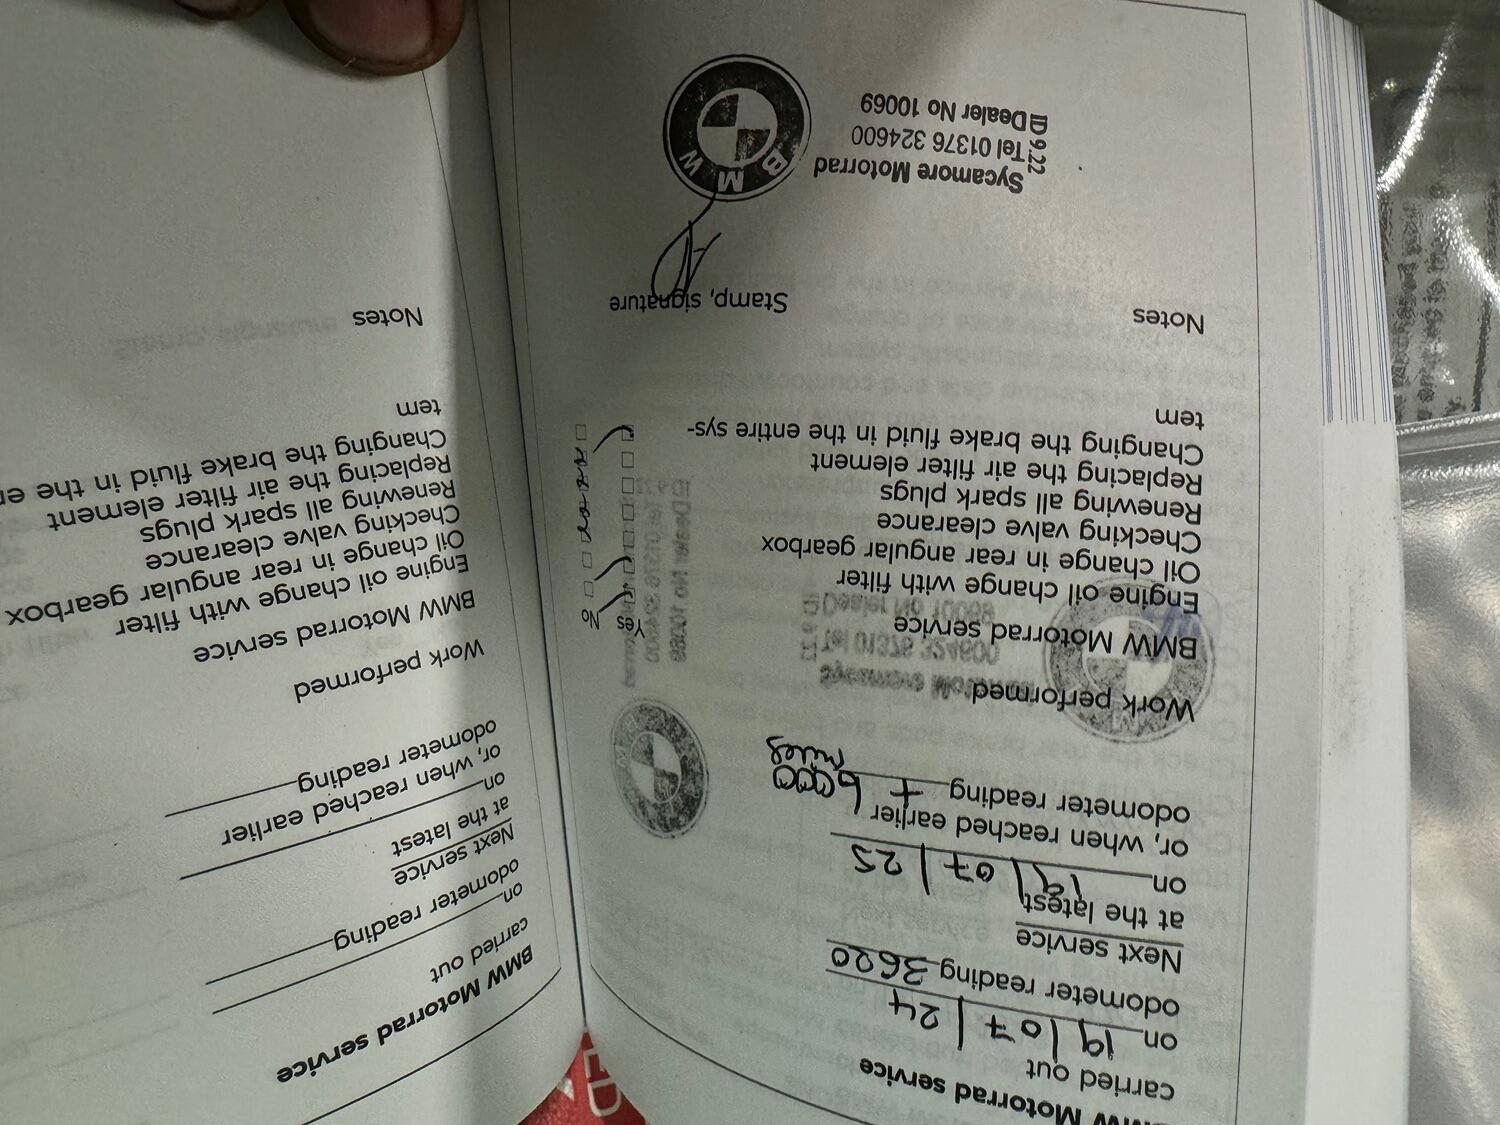 BMW Motorrad service
carried out
on 19/07/24
odometer reading 3620
Next service
at the latest
on 19/07/25
or, when reached earlier
odometer reading + 6000
miles
Work performed
Yes No
BMW Motorrad service
Engine oil change with filter
Oil change in rear angular gearbox
Checking valve clearance
Renewing all spark plugs
Replacing the air filter element
Changing the brake fluid in the entire sys-
tem
Notes
Stamp, signature
Sycamore Motorrad
Tel 01376 324600
Dealer No 10069
9.22
BMW
BMW Motorrad service
carried out
on
odometer reading
Next service
at the latest
on
or, when reached earlier
odometer reading
Work performed
BMW Motorrad service
Engine oil change with filter
Oil change in rear angular gearbox
Checking valve clearance
Renewing all spark plugs
Replacing the air filter element
Changing the brake fluid in the
tem
Notes